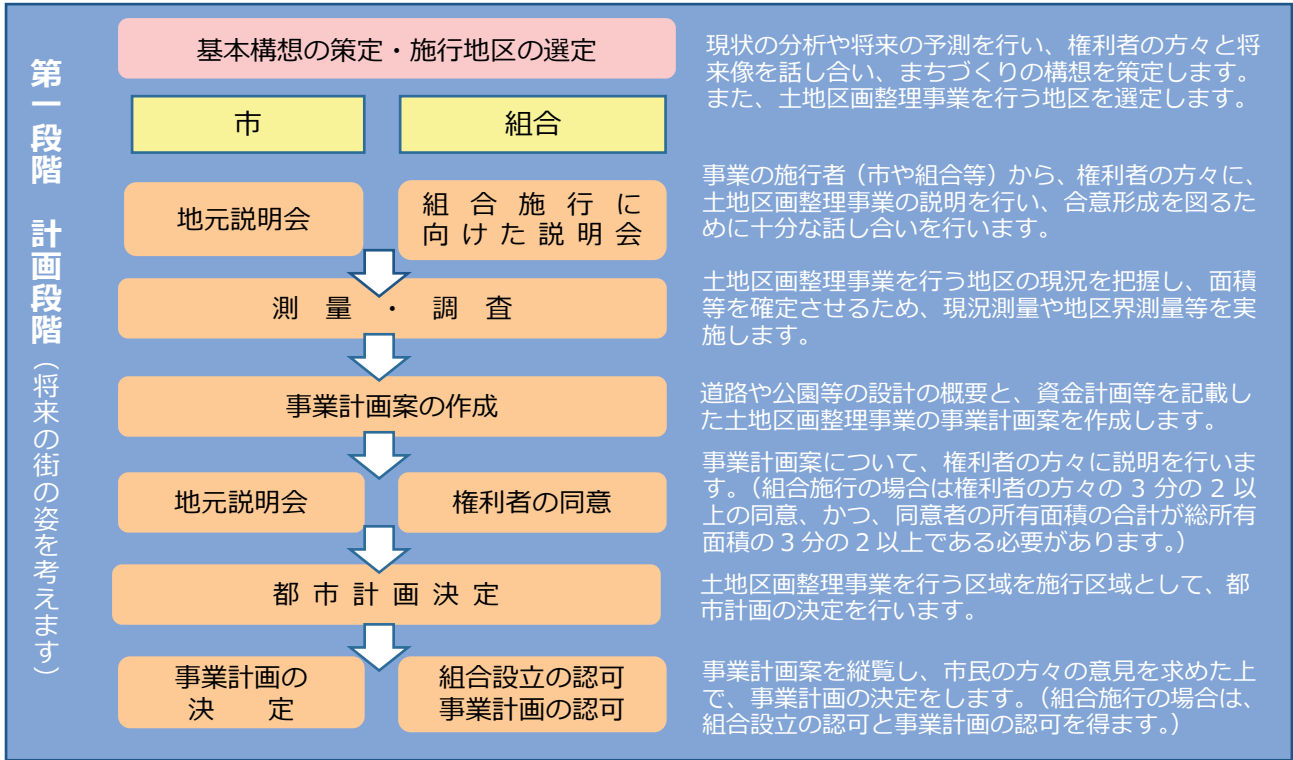 第一段階 計画段階(将来の街の姿を考えます)
基本構想の策定・施行地区の選定
現状の分析や将来の予測を行い、権利者の方々と将
来像を話し合い、まちづくりの構想を策定します。
また、土地区画整理事業を行う地区を選定します。
市
組合
地元説明会
組合施行に
向けた説明会
事業の施行者(市や組合等)から、権利者の方々に、
土地区画整理事業の説明を行い、合意形成を図るた
めに十分な話し合いを行います。
測量・調査
土地区画整理事業を行う地区の現況を把握し、面積
等を確定させるため、現況測量や地区界測量等を実
施します。
事業計画案の作成
道路や公園等の設計の概要と、資金計画等を記載し
た土地区画整理事業の事業計画案を作成します。
地元説明会
権利者の同意
事業計画案について、権利者の方々に説明を行いま
す。(組合施行の場合は権利者の方々の 3 分の 2 以
上の同意、かつ、同意者の所有面積の合計が総所有
面積の 3 分の 2 以上である必要があります。)
都市計画決定
土地区画整理事業を行う区域を施行区域として、都
市計画の決定を行います。
事業計画の
決定
組合設立の認可
事業計画の認可
事業計画案を縦覧し、市民の方々の意見を求めた上
で、事業計画の決定をします。(組合施行の場合は、
組合設立の認可と事業計画の認可を得ます。)